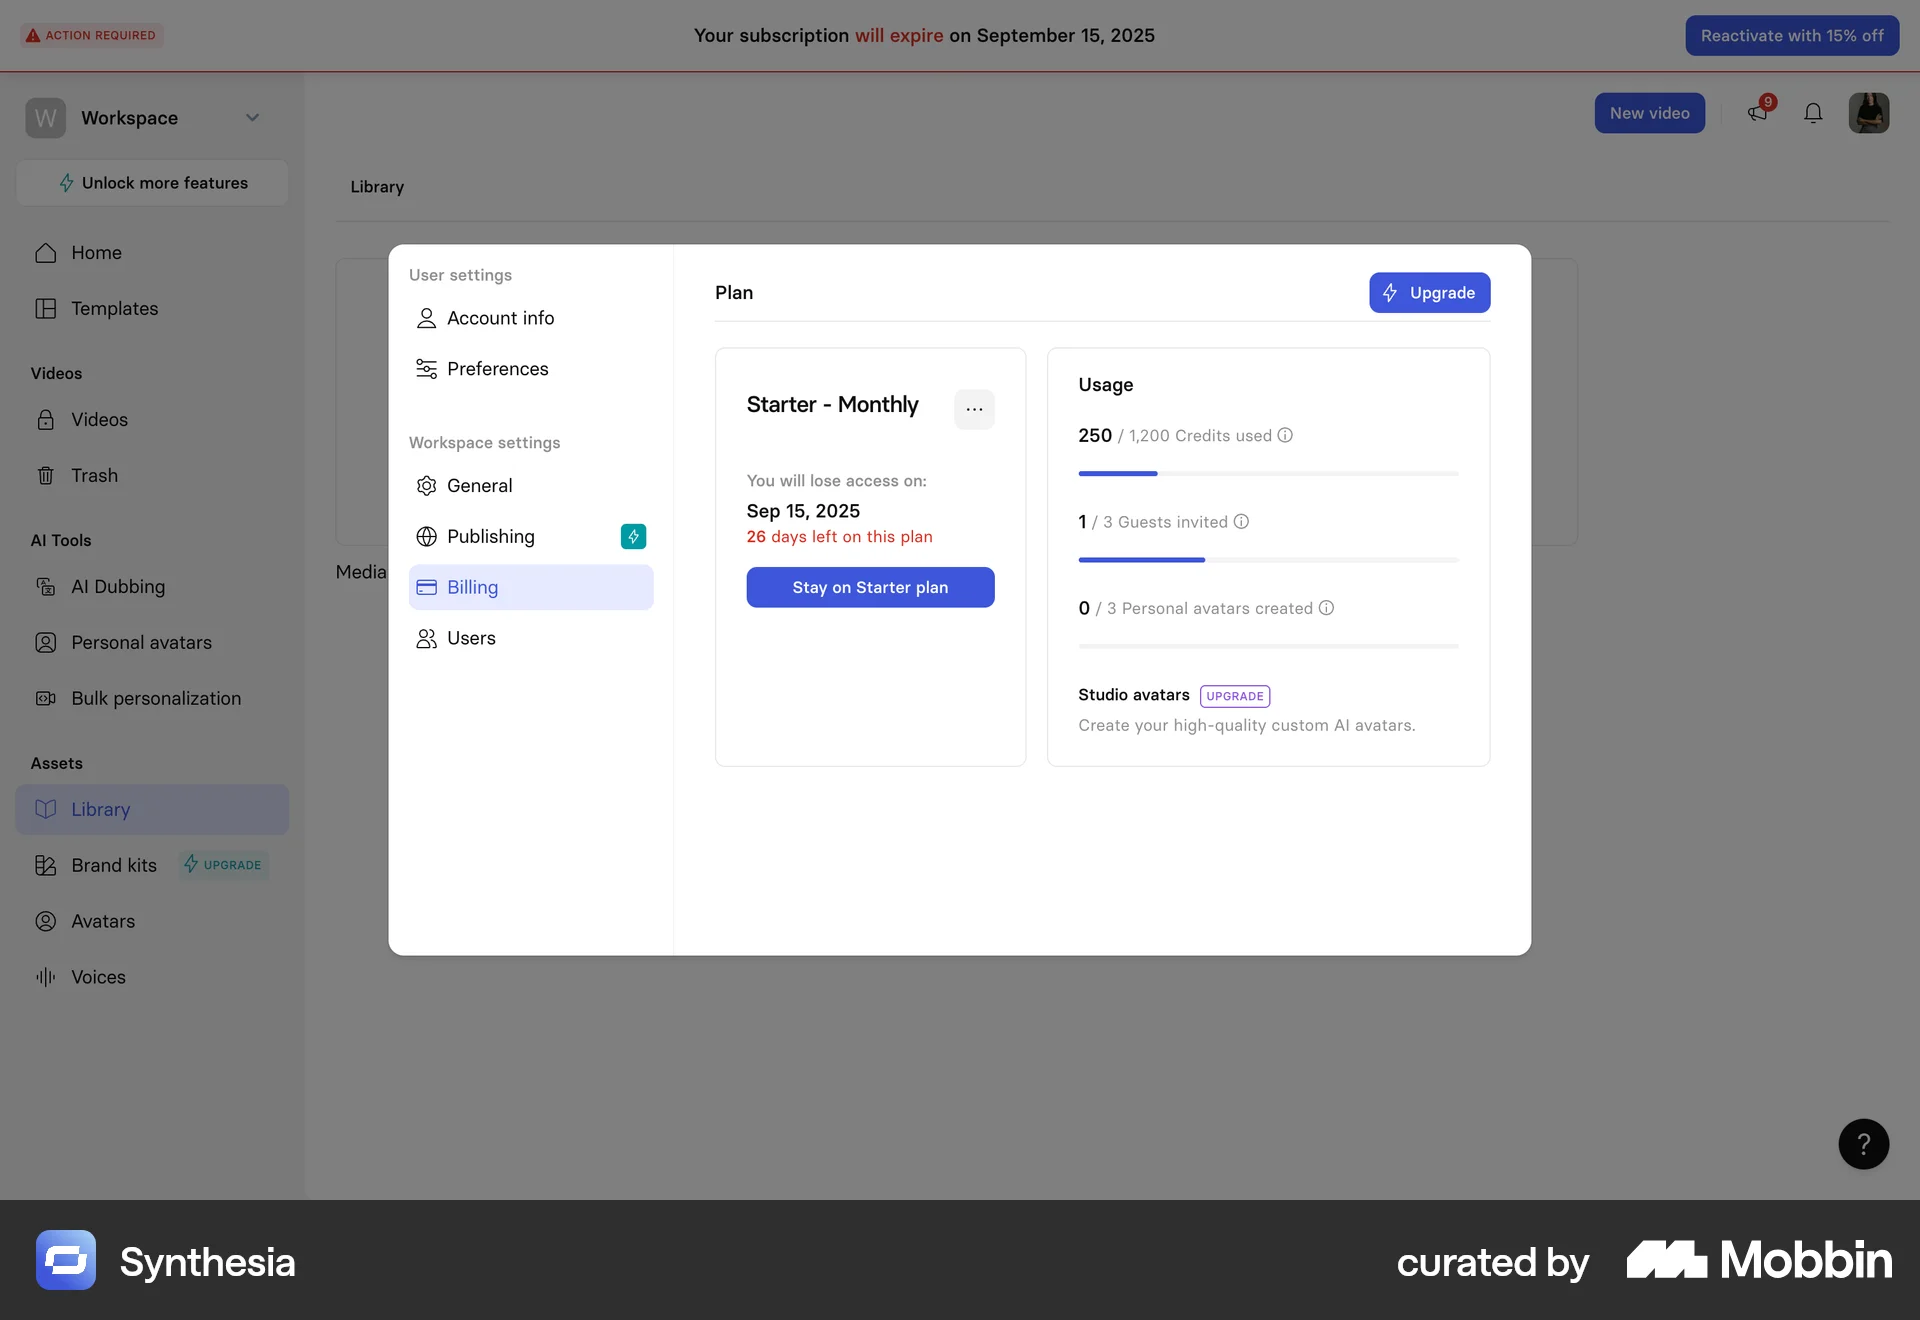 ACTION REQUIRED
Your subscription will expire on September 15, 2025
Reactivate with 15% off
W
Workspace
New video
9
Unlock more features
Library
Home
Templates
Videos
Videos
Trash
AI Tools
AI Dubbing
Personal avatars
Bulk personalization
Assets
Library
Brand kits
UPGRADE
Avatars
Voices
Media
User settings
Account info
Preferences
Workspace settings
General
Publishing
Billing
Users
Plan
Upgrade
Starter - Monthly
...
You will lose access on:
Sep 15, 2025
26 days left on this plan
Stay on Starter plan
Usage
250 / 1,200 Credits used
1 / 3 Guests invited
0 / 3 Personal avatars created
Studio avatars UPGRADE
Create your high-quality custom AI avatars.
?
Synthesia
curated by Mobbin